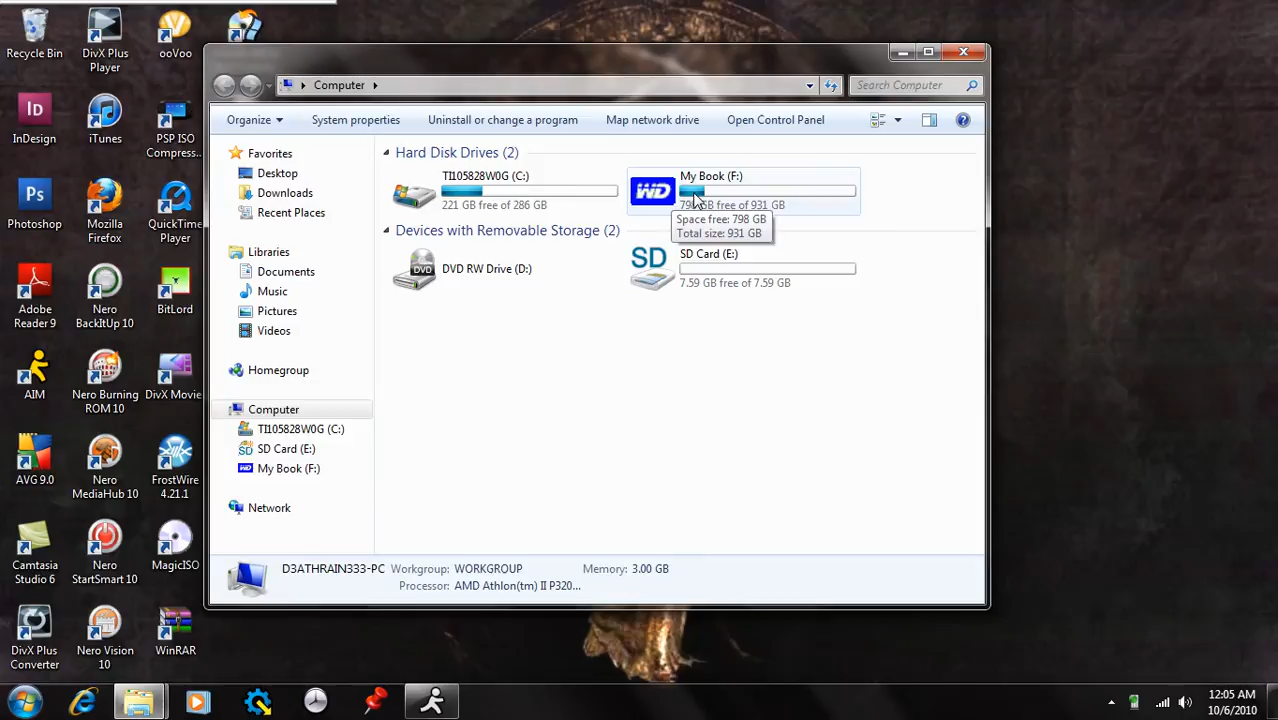 Recycle Bin
DivX Plus
Player
ooVoo
InDesign
iTunes
PSP ISO
Compress...
Photoshop
Mozilla
Firefox
QuickTime
Player
Adobe
Reader 9
Nero
BackItUp 10
BitLord
AIM
Nero Burning
ROM 10
DivX Movie
AVG 9.0
Nero
MediaHub 10
FrostWire
4.21.1
Camtasia
Studio 6
Nero
StartSmart 10
MagicISO
DivX Plus
Converter
Nero Vision
10
WinRAR
Computer
Search Computer
Organize
System properties
Uninstall or change a program
Map network drive
Open Control Panel
Favorites
Desktop
Downloads
Recent Places
Libraries
Documents
Music
Pictures
Videos
Homegroup
Computer
TI105828W0G (C:)
SD Card (E:)
My Book (F:)
Network
Hard Disk Drives (2)
TI105828W0G (C:)
221 GB free of 286 GB
WD
My Book (F:)
GB free of 931 GB
Space free: 798 GB
Total size: 931 GB
Devices with Removable Storage (2)
DVD
DVD RW Drive (D:)
SD
SD Card (E:)
7.59 GB free of 7.59 GB
D3ATHRAIN333-PC
Workgroup: WORKGROUP
Memory: 3.00 GB
Processor: AMD Athlon(tm) II P320...
12:05 AM
10/6/2010